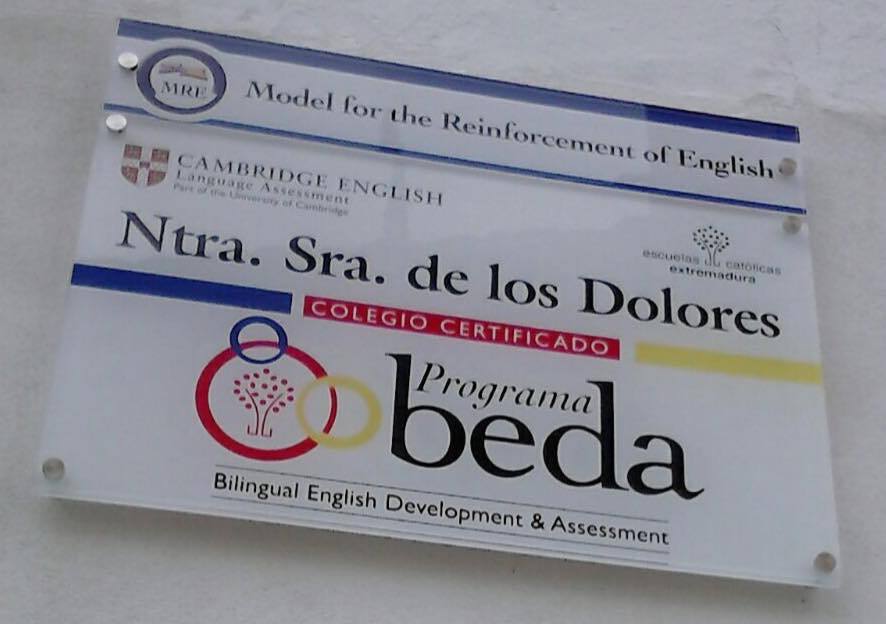 MRE
Model for the Reinforcement of English
CAMBRIDGE ENGLISH
Language Assessment
Part of the University of Cambridge
escuelas católicas
extremadura
Ntra. Sra. de los Dolores
COLEGIO CERTIFICADO
Programa
beda
Bilingual English Development & Assessment